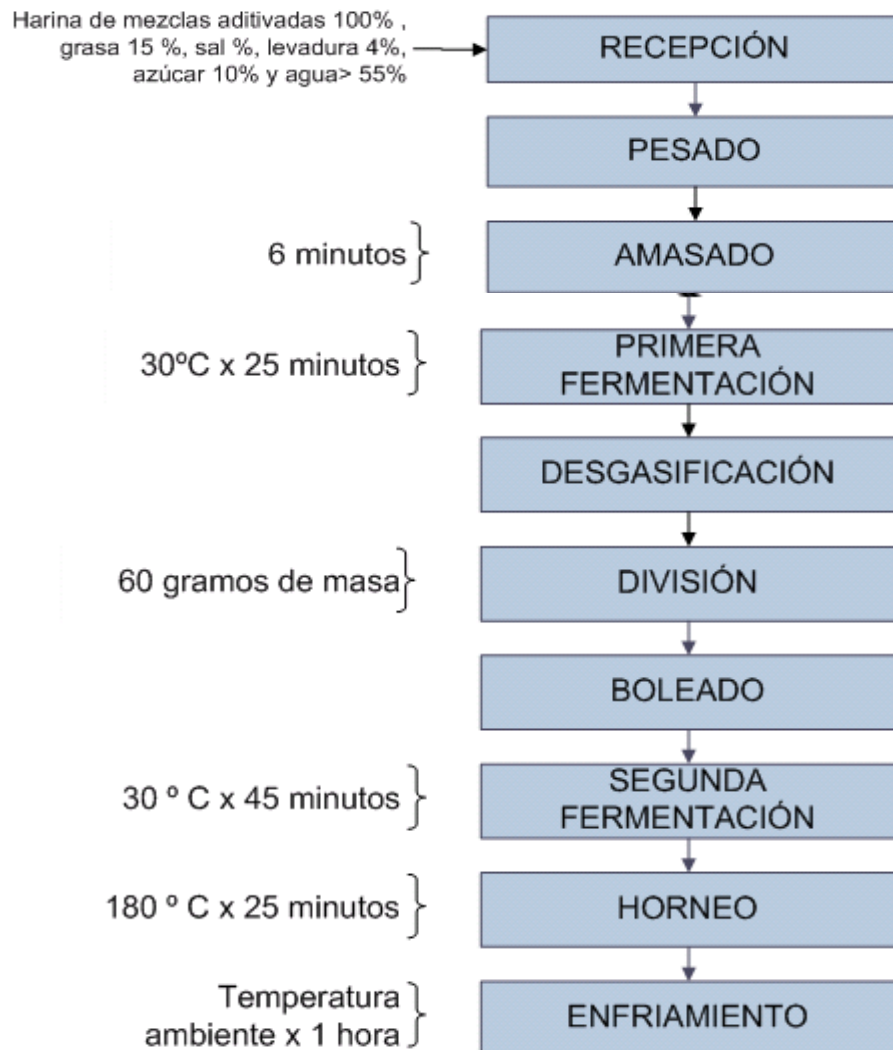 Harina de mezclas aditivadas 100% ,
grasa 15 %, sal %, levadura 4%,
azúcar 10% y agua> 55%
RECEPCIÓN
PESADO
6 minutos
AMASADO
30ºC x 25 minutos
PRIMERA
FERMENTACIÓN
DESGASIFICACIÓN
60 gramos de masa
DIVISIÓN
BOLEADO
30 º C x 45 minutos
SEGUNDA
FERMENTACIÓN
180 º C x 25 minutos
HORNEO
Temperatura
ambiente x 1 hora
ENFRIAMIENTO